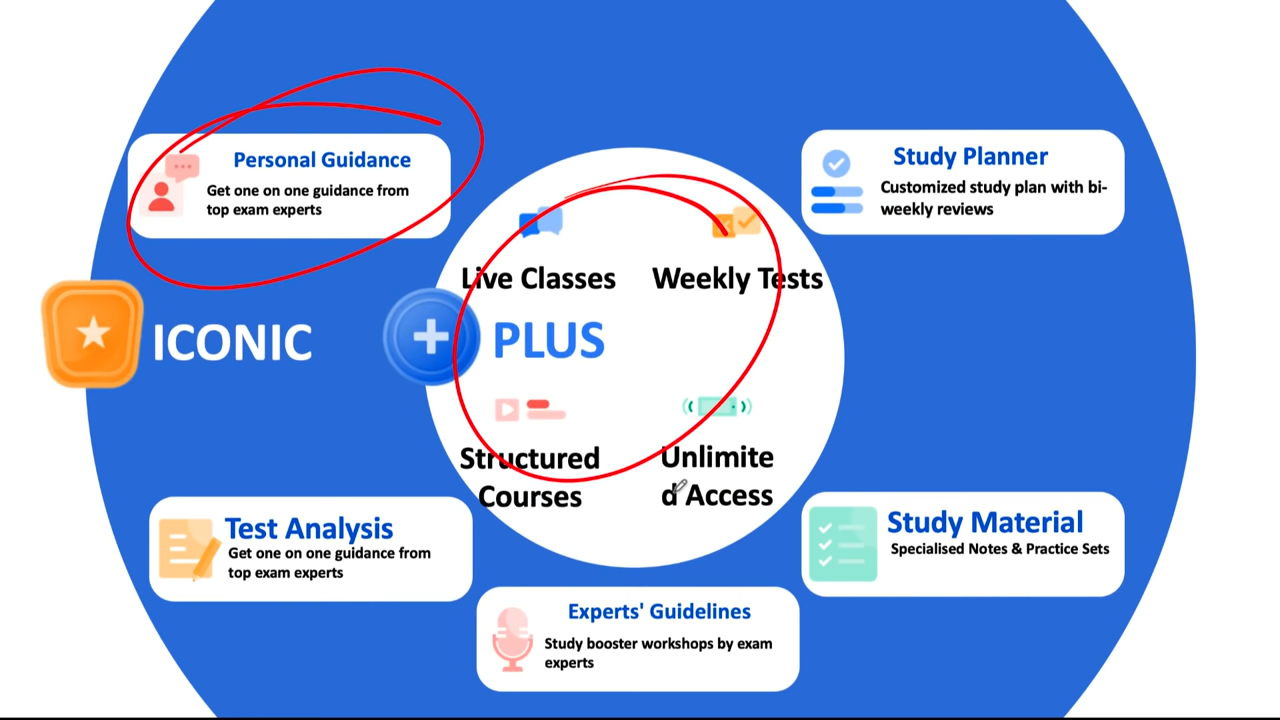 Personal Guidance
Get one on one guidance from
top exam experts
Study Planner
Customized study plan with bi-
weekly reviews
Live Classes
Weekly Tests
ICONIC
PLUS
Structured
Courses
Unlimite
d Access
Test Analysis
Get one on one guidance from
top exam experts
Study Material
Specialised Notes & Practice Sets
Experts' Guidelines
Study booster workshops by exam
experts